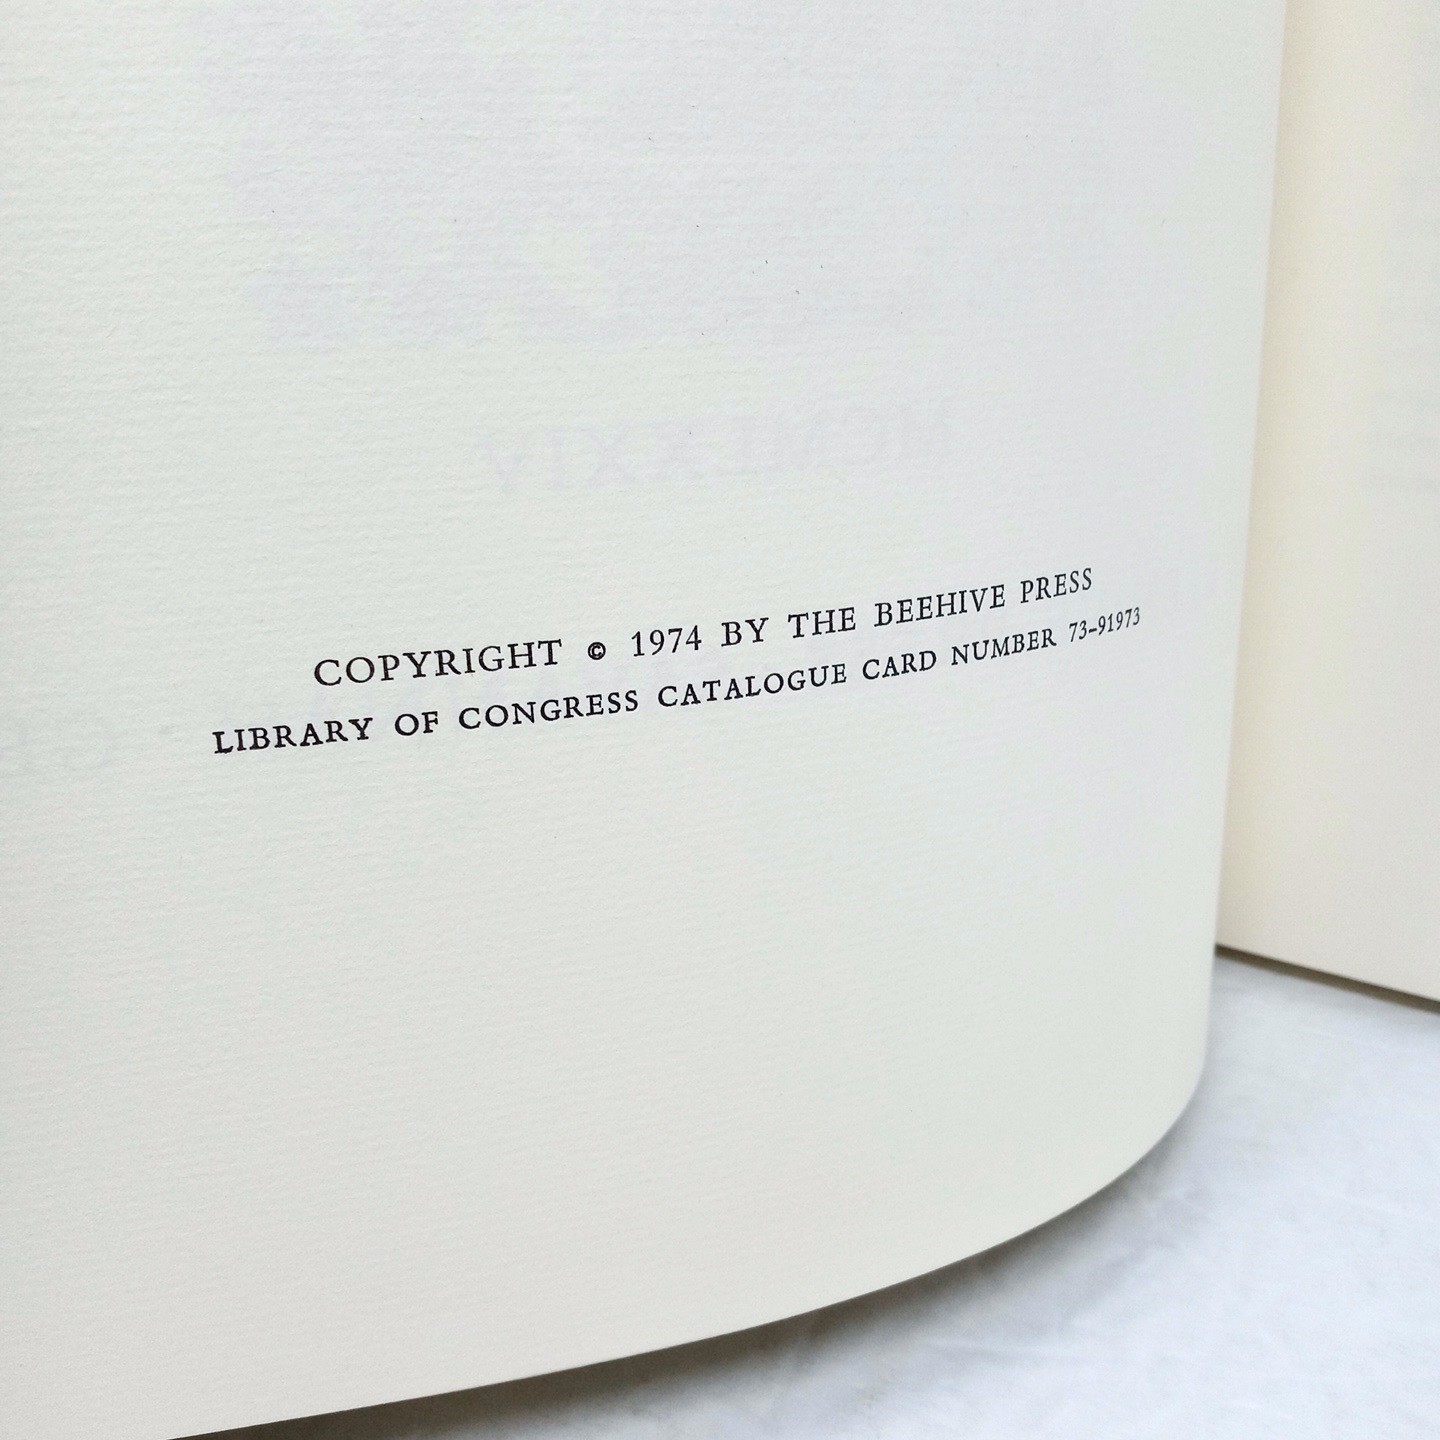 COPYRIGHT © 1974 BY THE BEEHIVE PRESS
LIBRARY OF CONGRESS CATALOGUE CARD NUMBER 73-91973